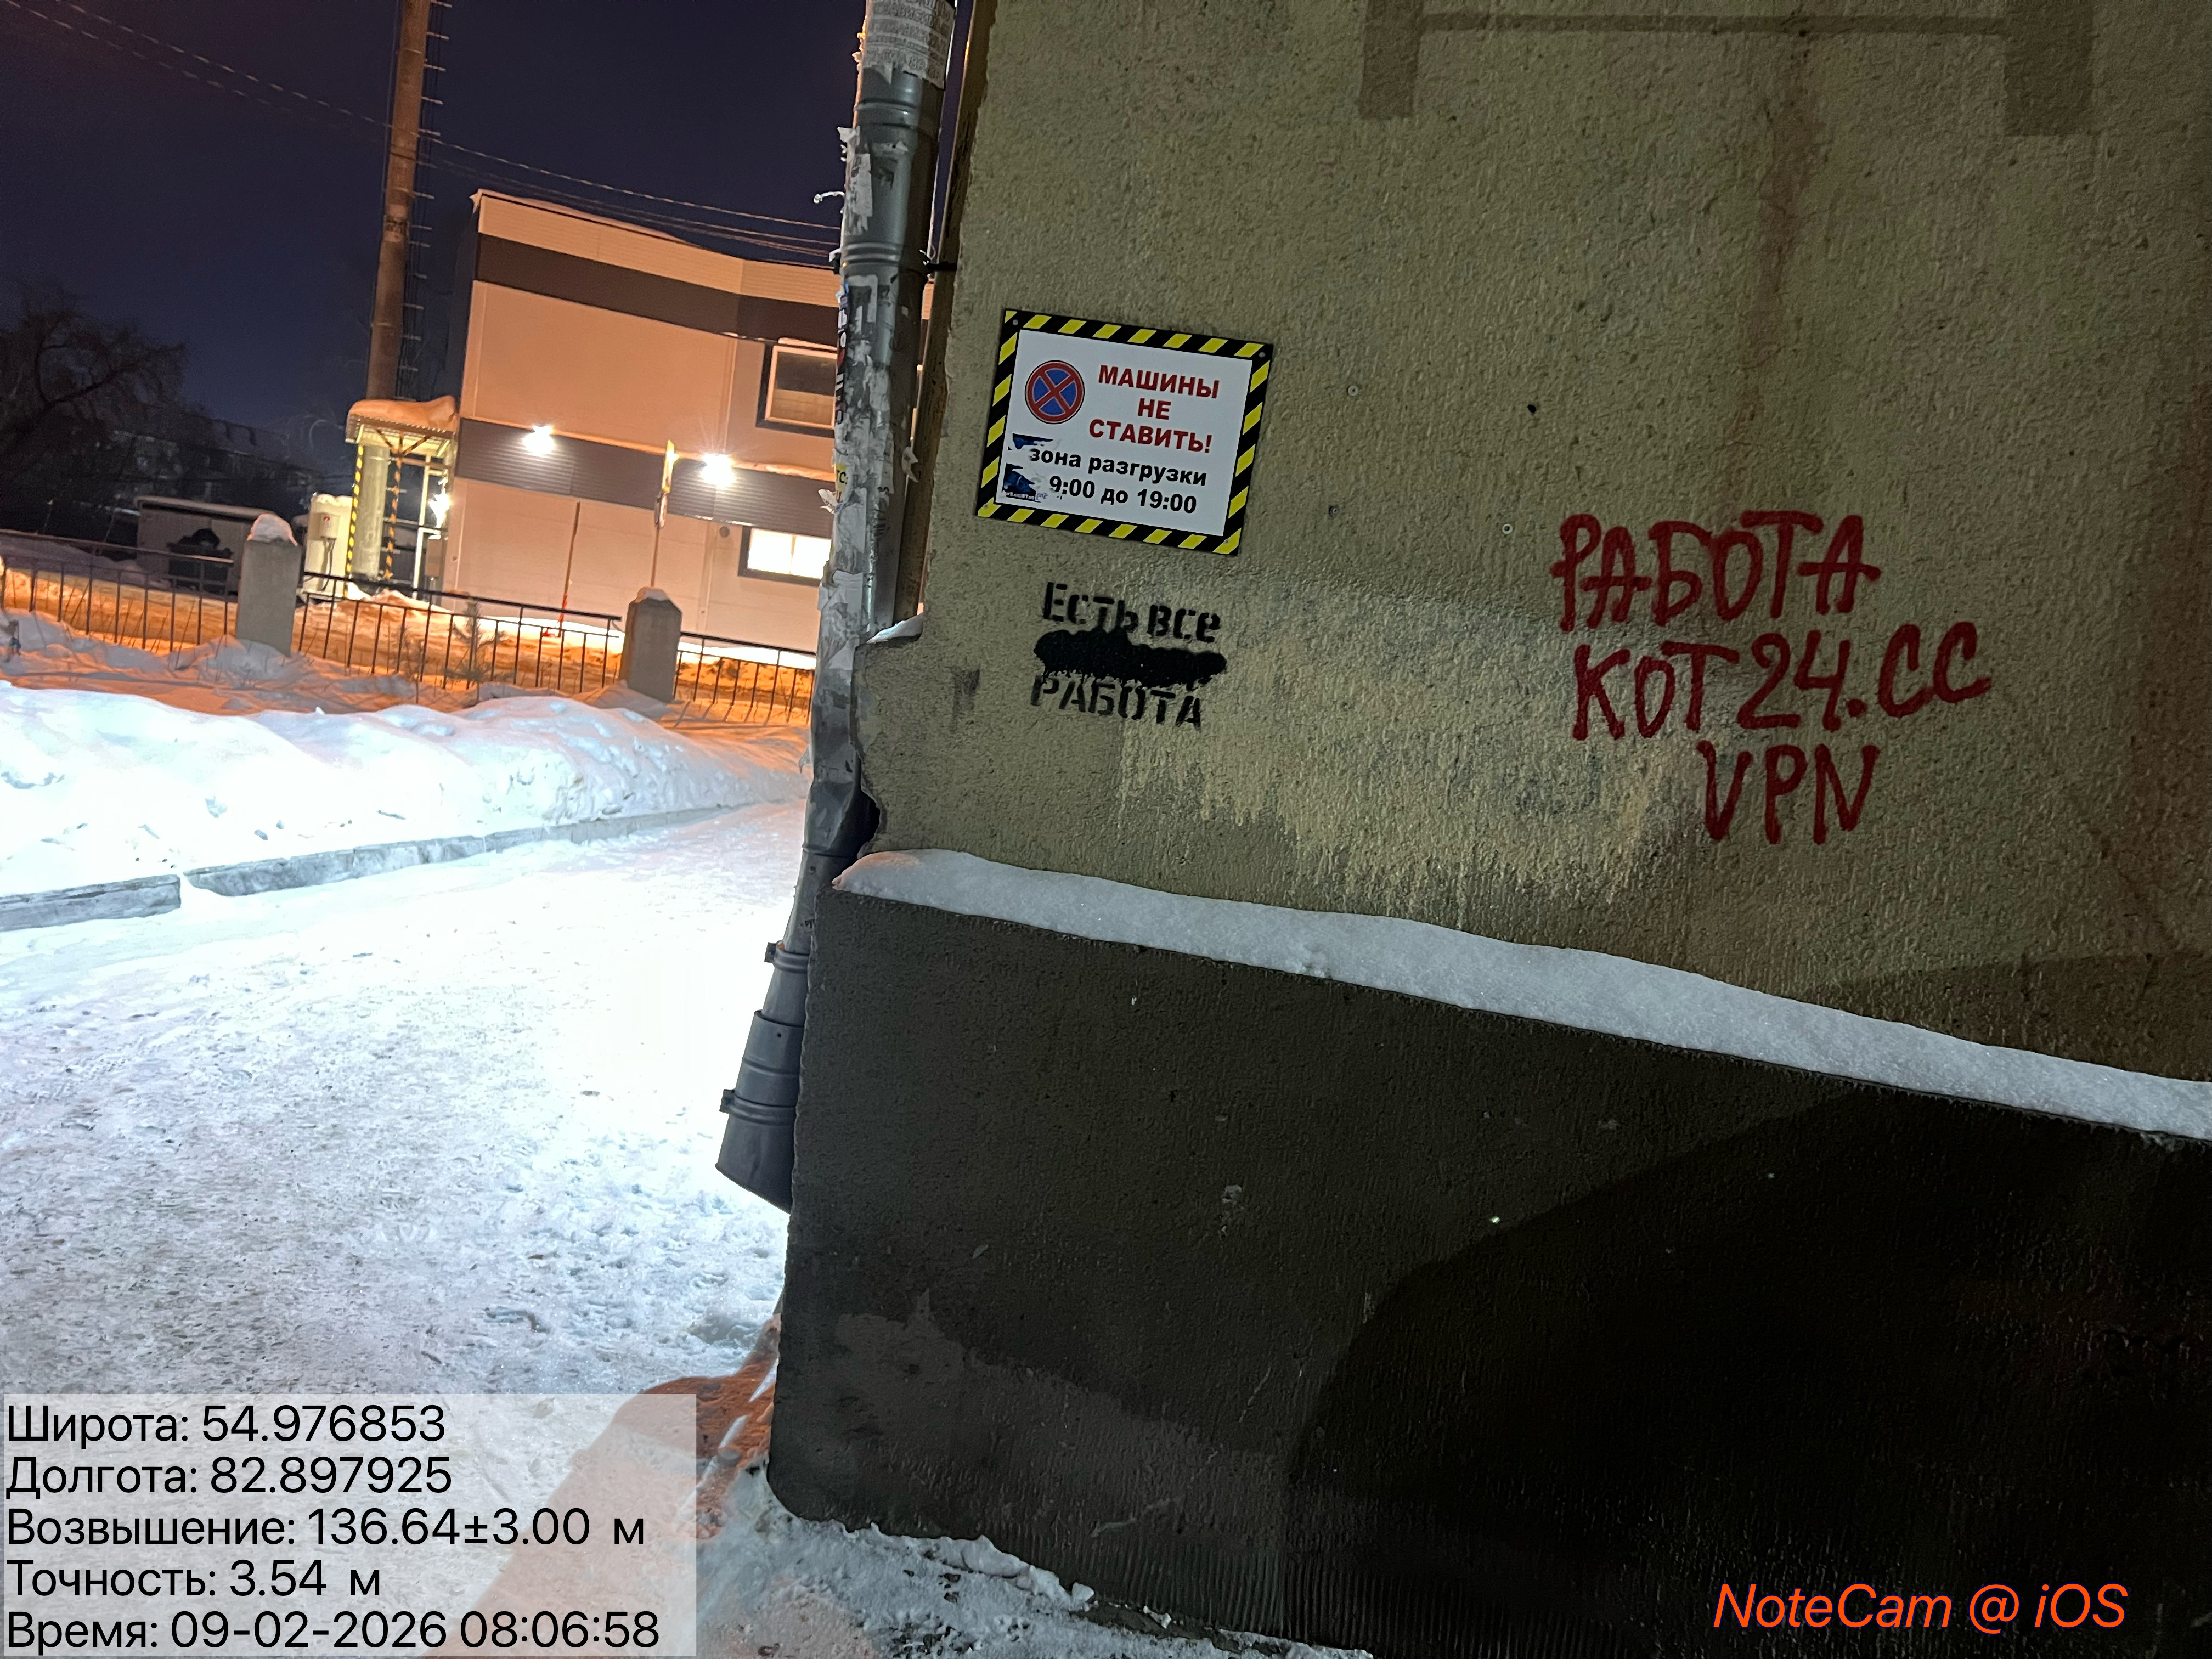 МАШИНЫ
НЕ
СТАВИТЬ!
зона разгрузки
9:00 до 19:00
Есть все
РАБОТА
РАБОТА
КОТ24.СС
VPN
Широта: 54.976853
Долгота: 82.897925
Возвышение: 136.64±3.00 м
Точность: 3.54 м
Время: 09-02-2026 08:06:58
NoteCam @ iOS